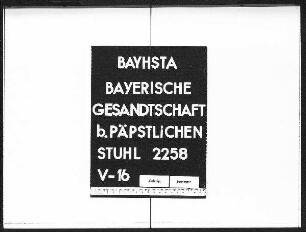 BAYHSTA
BAYERISCHE
GESANDTSCHAFT
b. PÄPSTLICHEN
STUHL 2258
V-16